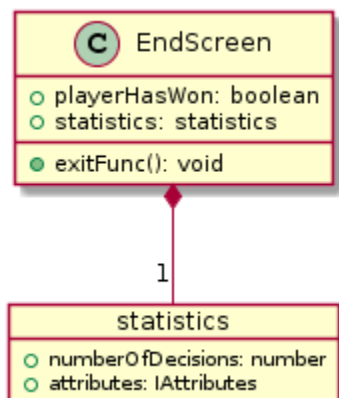 C EndScreen
playerHasWon: boolean
statistics: statistics
exitFunc(): void
1
statistics
numberOfDecisions: number
attributes: IAttributes